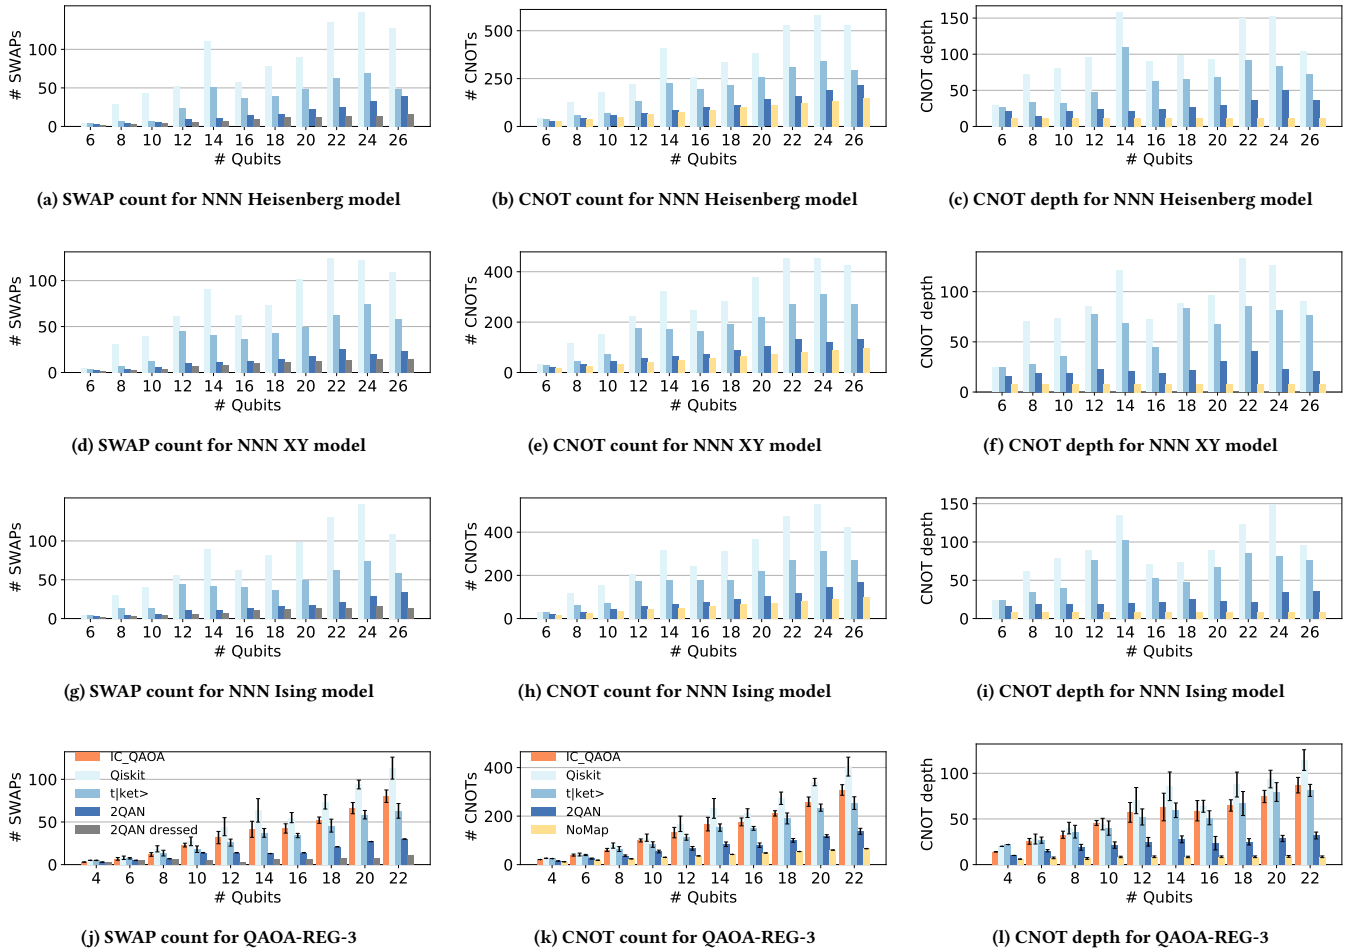 # SWAPs
100
50
0
6 8 10 12 14 16 18 20 22 24 26
# Qubits
(a) SWAP count for NNN Heisenberg model
# CNOTs
500
250
0
6 8 10 12 14 16 18 20 22 24 26
# Qubits
(b) CNOT count for NNN Heisenberg model
CNOT depth
150
100
50
0
6 8 10 12 14 16 18 20 22 24 26
# Qubits
(c) CNOT depth for NNN Heisenberg model
# SWAPs
100
50
0
6 8 10 12 14 16 18 20 22 24 26
# Qubits
(d) SWAP count for NNN XY model
# CNOTs
400
200
0
6 8 10 12 14 16 18 20 22 24 26
# Qubits
(e) CNOT count for NNN XY model
CNOT depth
100
50
0
6 8 10 12 14 16 18 20 22 24 26
# Qubits
(f) CNOT depth for NNN XY model
# SWAPs
100
50
0
6 8 10 12 14 16 18 20 22 24 26
# Qubits
(g) SWAP count for NNN Ising model
# CNOTs
400
200
0
6 8 10 12 14 16 18 20 22 24 26
# Qubits
(h) CNOT count for NNN Ising model
CNOT depth
150
100
50
0
6 8 10 12 14 16 18 20 22 24 26
# Qubits
(i) CNOT depth for NNN Ising model
# SWAPs
100
50
0
IC_QAOA
Qiskit
t|ket>
2QAN
2QAN dressed
4 6 8 10 12 14 16 18 20 22
# Qubits
(j) SWAP count for QAOA-REG-3
# CNOTs
400
200
0
IC_QAOA
Qiskit
t|ket>
2QAN
NoMap
4 6 8 10 12 14 16 18 20 22
# Qubits
(k) CNOT count for QAOA-REG-3
CNOT depth
100
50
0
4 6 8 10 12 14 16 18 20 22
# Qubits
(l) CNOT depth for QAOA-REG-3